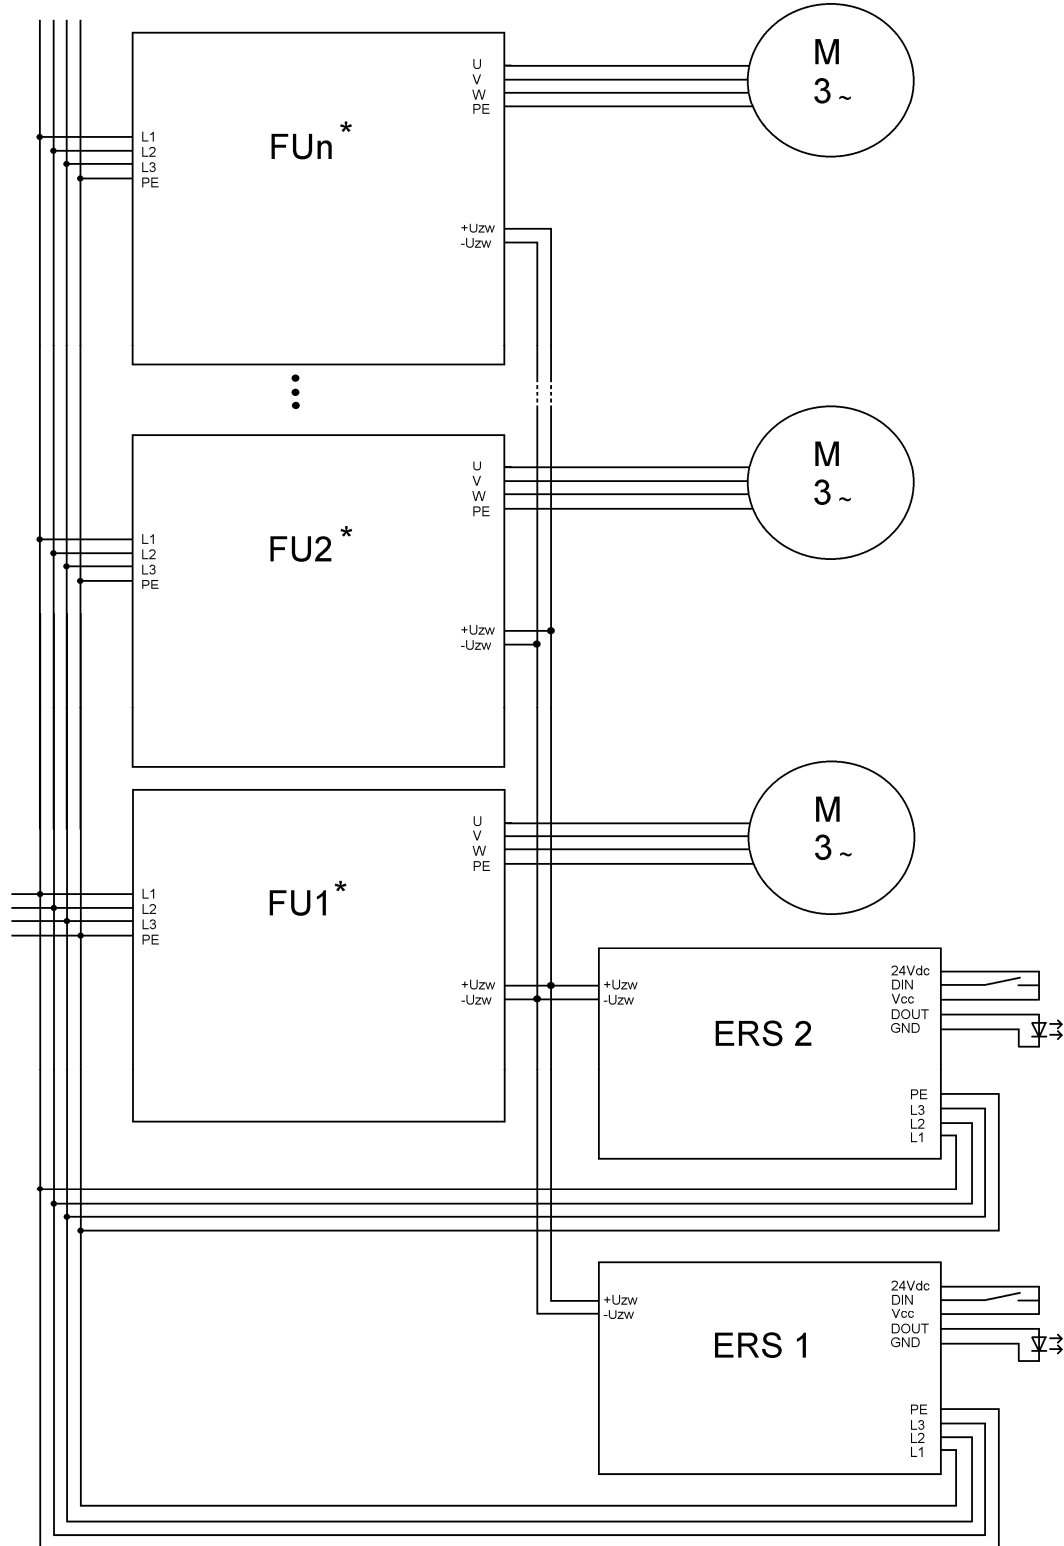 U
V
W
PE
M
3 ~
L1
L2
L3
PE
FUn *
+Uzw
-Uzw
U
V
W
PE
M
3 ~
L1
L2
L3
PE
FU2 *
+Uzw
-Uzw
U
V
W
PE
M
3 ~
L1
L2
L3
PE
FU1 *
+Uzw
-Uzw
+Uzw
-Uzw
ERS 2
24Vdc
DIN
Vcc
DOUT
GND
PE
L3
L2
L1
+Uzw
-Uzw
ERS 1
24Vdc
DIN
Vcc
DOUT
GND
PE
L3
L2
L1